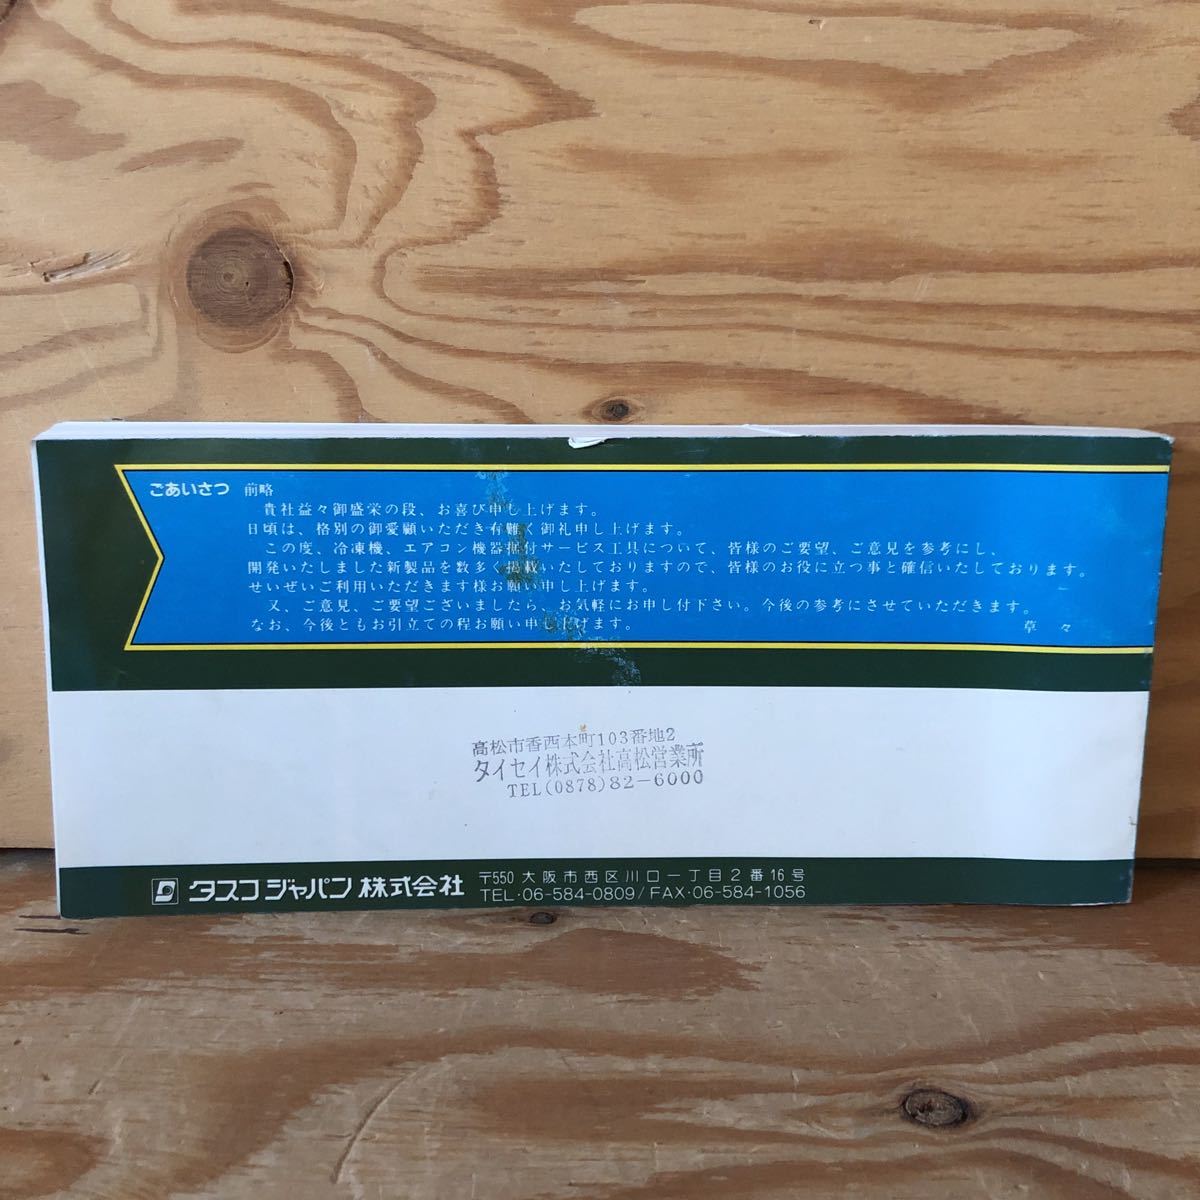 ごあいさつ 前略
貴社益々御盛栄の段、お喜び申し上げます。
日頃は、格別の御愛顧いただき有難く御礼申し上げます。
この度、冷凍機、エアコン機器据付サービス工具について、皆様のご要望、ご意見を参考にし、
開発いたしました新製品を数多く掲載いたしておりますので、皆様のお役に立つ事と確信いたしております。
せいぜいご利用いただきます様お願い申し上げます。
又、ご意見、ご要望ございましたら、お気軽にお申し付下さい。今後の参考にさせていただきます。
なお、今後ともお引立ての程お願い申し上げます。 草々
高松市香西本町103番地2
タイセイ株式会社高松営業所
TEL(0878)82-6000
タスコジャパン株式会社 〒550 大阪市西区川口一丁目2番16号
TEL・06-584-0809/FAX・06-584-1056